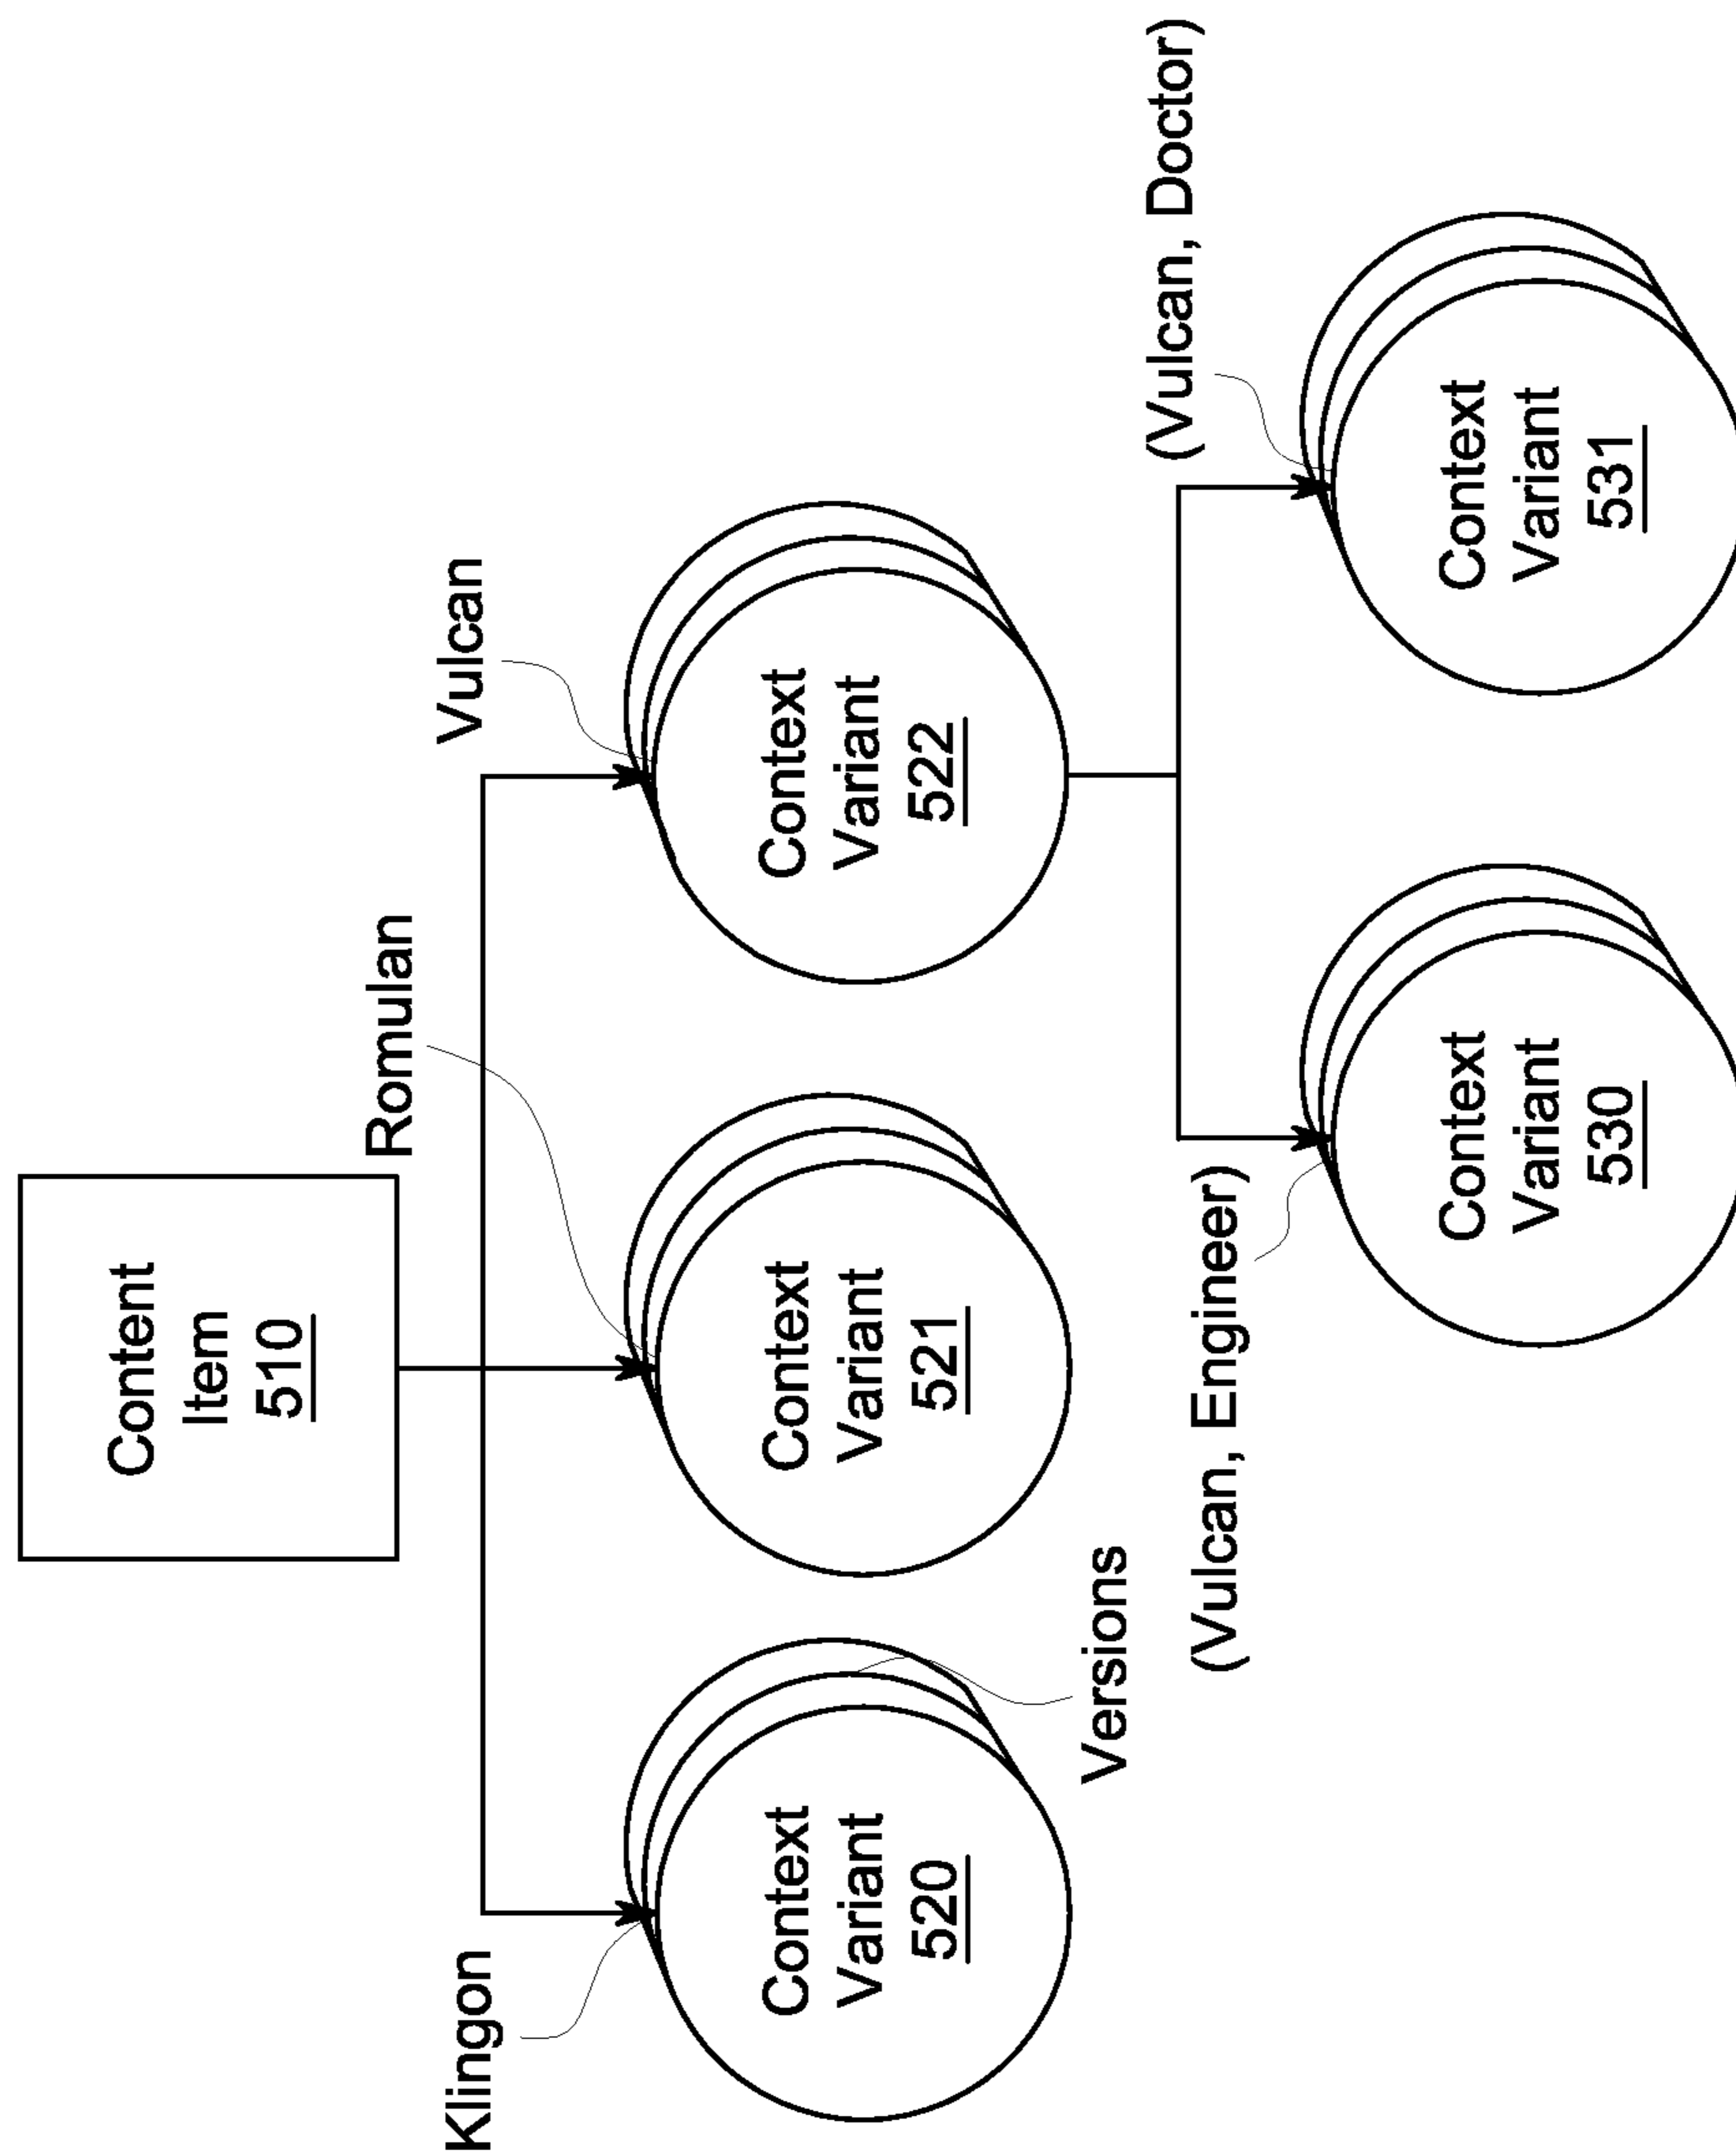 Content
Item
510
Klingon
Romulan
Vulcan
Context
Variant
520
Context
Variant
521
Context
Variant
522
Versions
(Vulcan, Engineer)
(Vulcan, Doctor)
Context
Variant
530
Context
Variant
531